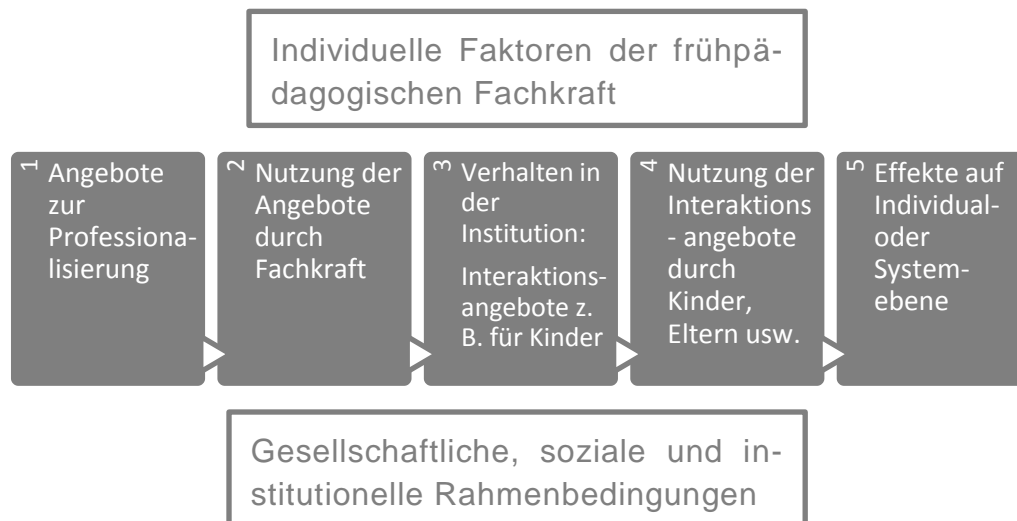 Individuelle Faktoren der frühpä-
dagogischen Fachkraft
1
Angebote
zur
Professiona-
lisierung
2
Nutzung der
Angebote
durch
Fachkraft
3
Verhalten in
der
Institution:
Interaktions-
angebote z.
B. für Kinder
4
Nutzung der
Interaktions
- angebote
durch
Kinder,
Eltern usw.
5
Effekte auf
Individual-
oder
System-
ebene
Gesellschaftliche, soziale und in-
stitutionelle Rahmenbedingungen